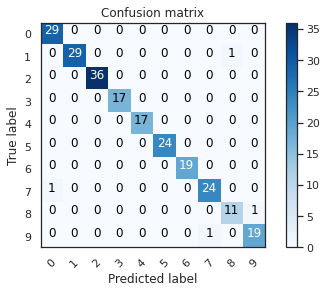 Confusion matrix
0 29 0 0 0 0 0 0 0 0 0
1 0 29 0 0 0 0 0 0 1 0
2 0 0 36 0 0 0 0 0 0 0
3 0 0 0 17 0 0 0 0 0 0
4 0 0 0 0 17 0 0 0 0 0
5 0 0 0 0 0 24 0 0 0 0
6 0 0 0 0 0 0 19 0 0 0
7 1 0 0 0 0 0 0 24 0 0
8 0 0 0 0 0 0 0 0 11 1
9 0 0 0 0 0 0 0 1 0 19
0 1 2 3 4 5 6 7 8 9
True label
Predicted label
35
30
25
20
15
10
5
0